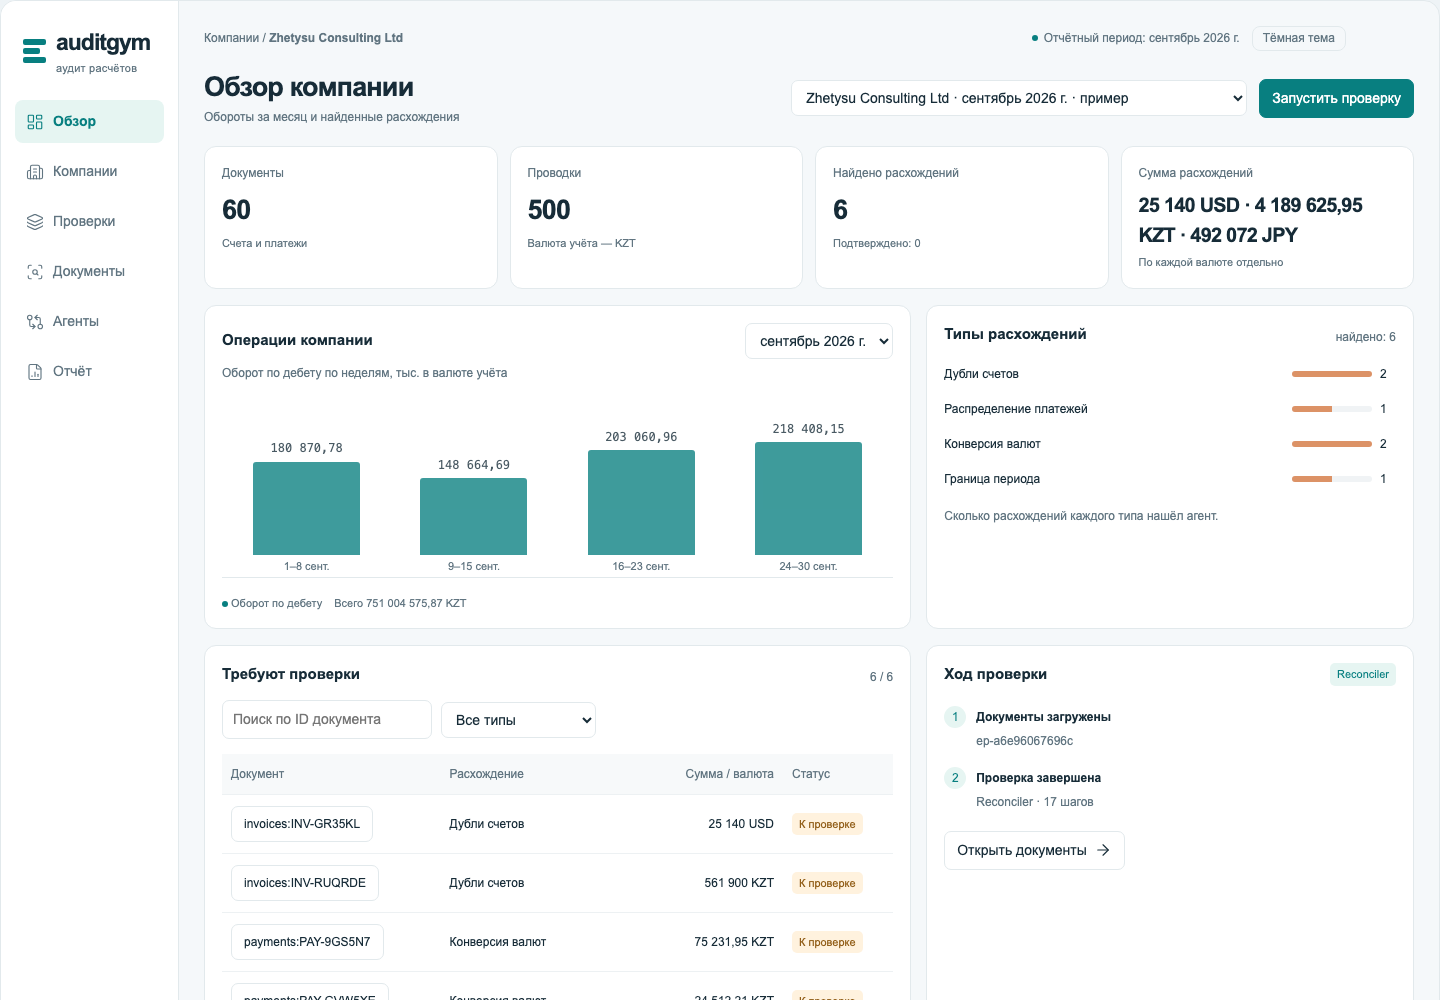 auditgym
аудит расчётов
Обзор
Компании
Проверки
Документы
Агенты
Отчёт
Компании / Zhetysu Consulting Ltd
Отчётный период: сентябрь 2026 г.
Тёмная тема
Обзор компании
Обороты за месяц и найденные расхождения
Zhetysu Consulting Ltd · сентябрь 2026 г. · пример
Запустить проверку
Документы
60
Счета и платежи
Проводки
500
Валюта учёта — KZT
Найдено расхождений
6
Подтверждено: 0
Сумма расхождений
25 140 USD · 4 189 625,95
KZT · 492 072 JPY
По каждой валюте отдельно
Операции компании
сентябрь 2026 г.
Оборот по дебету по неделям, тыс. в валюте учёта
180 870,78
148 664,69
203 060,96
218 408,15
1–8 сент.
9–15 сент.
16–23 сент.
24–30 сент.
Оборот по дебету Всего 751 004 575,87 KZT
Типы расхождений
найдено: 6
Дубли счетов 2
Распределение платежей 1
Конверсия валют 2
Граница периода 1
Сколько расхождений каждого типа нашёл агент.
Требуют проверки
6 / 6
Поиск по ID документа
Все типы
Документ Расхождение Сумма / валюта Статус
invoices:INV-GR35KL Дубли счетов 25 140 USD К проверке
invoices:INV-RUQRDE Дубли счетов 561 900 KZT К проверке
payments:PAY-9GS5N7 Конверсия валют 75 231,95 KZT К проверке
Ход проверки
Reconciler
1 Документы загружены
ep-a6e96067696c
2 Проверка завершена
Reconciler · 17 шагов
Открыть документы